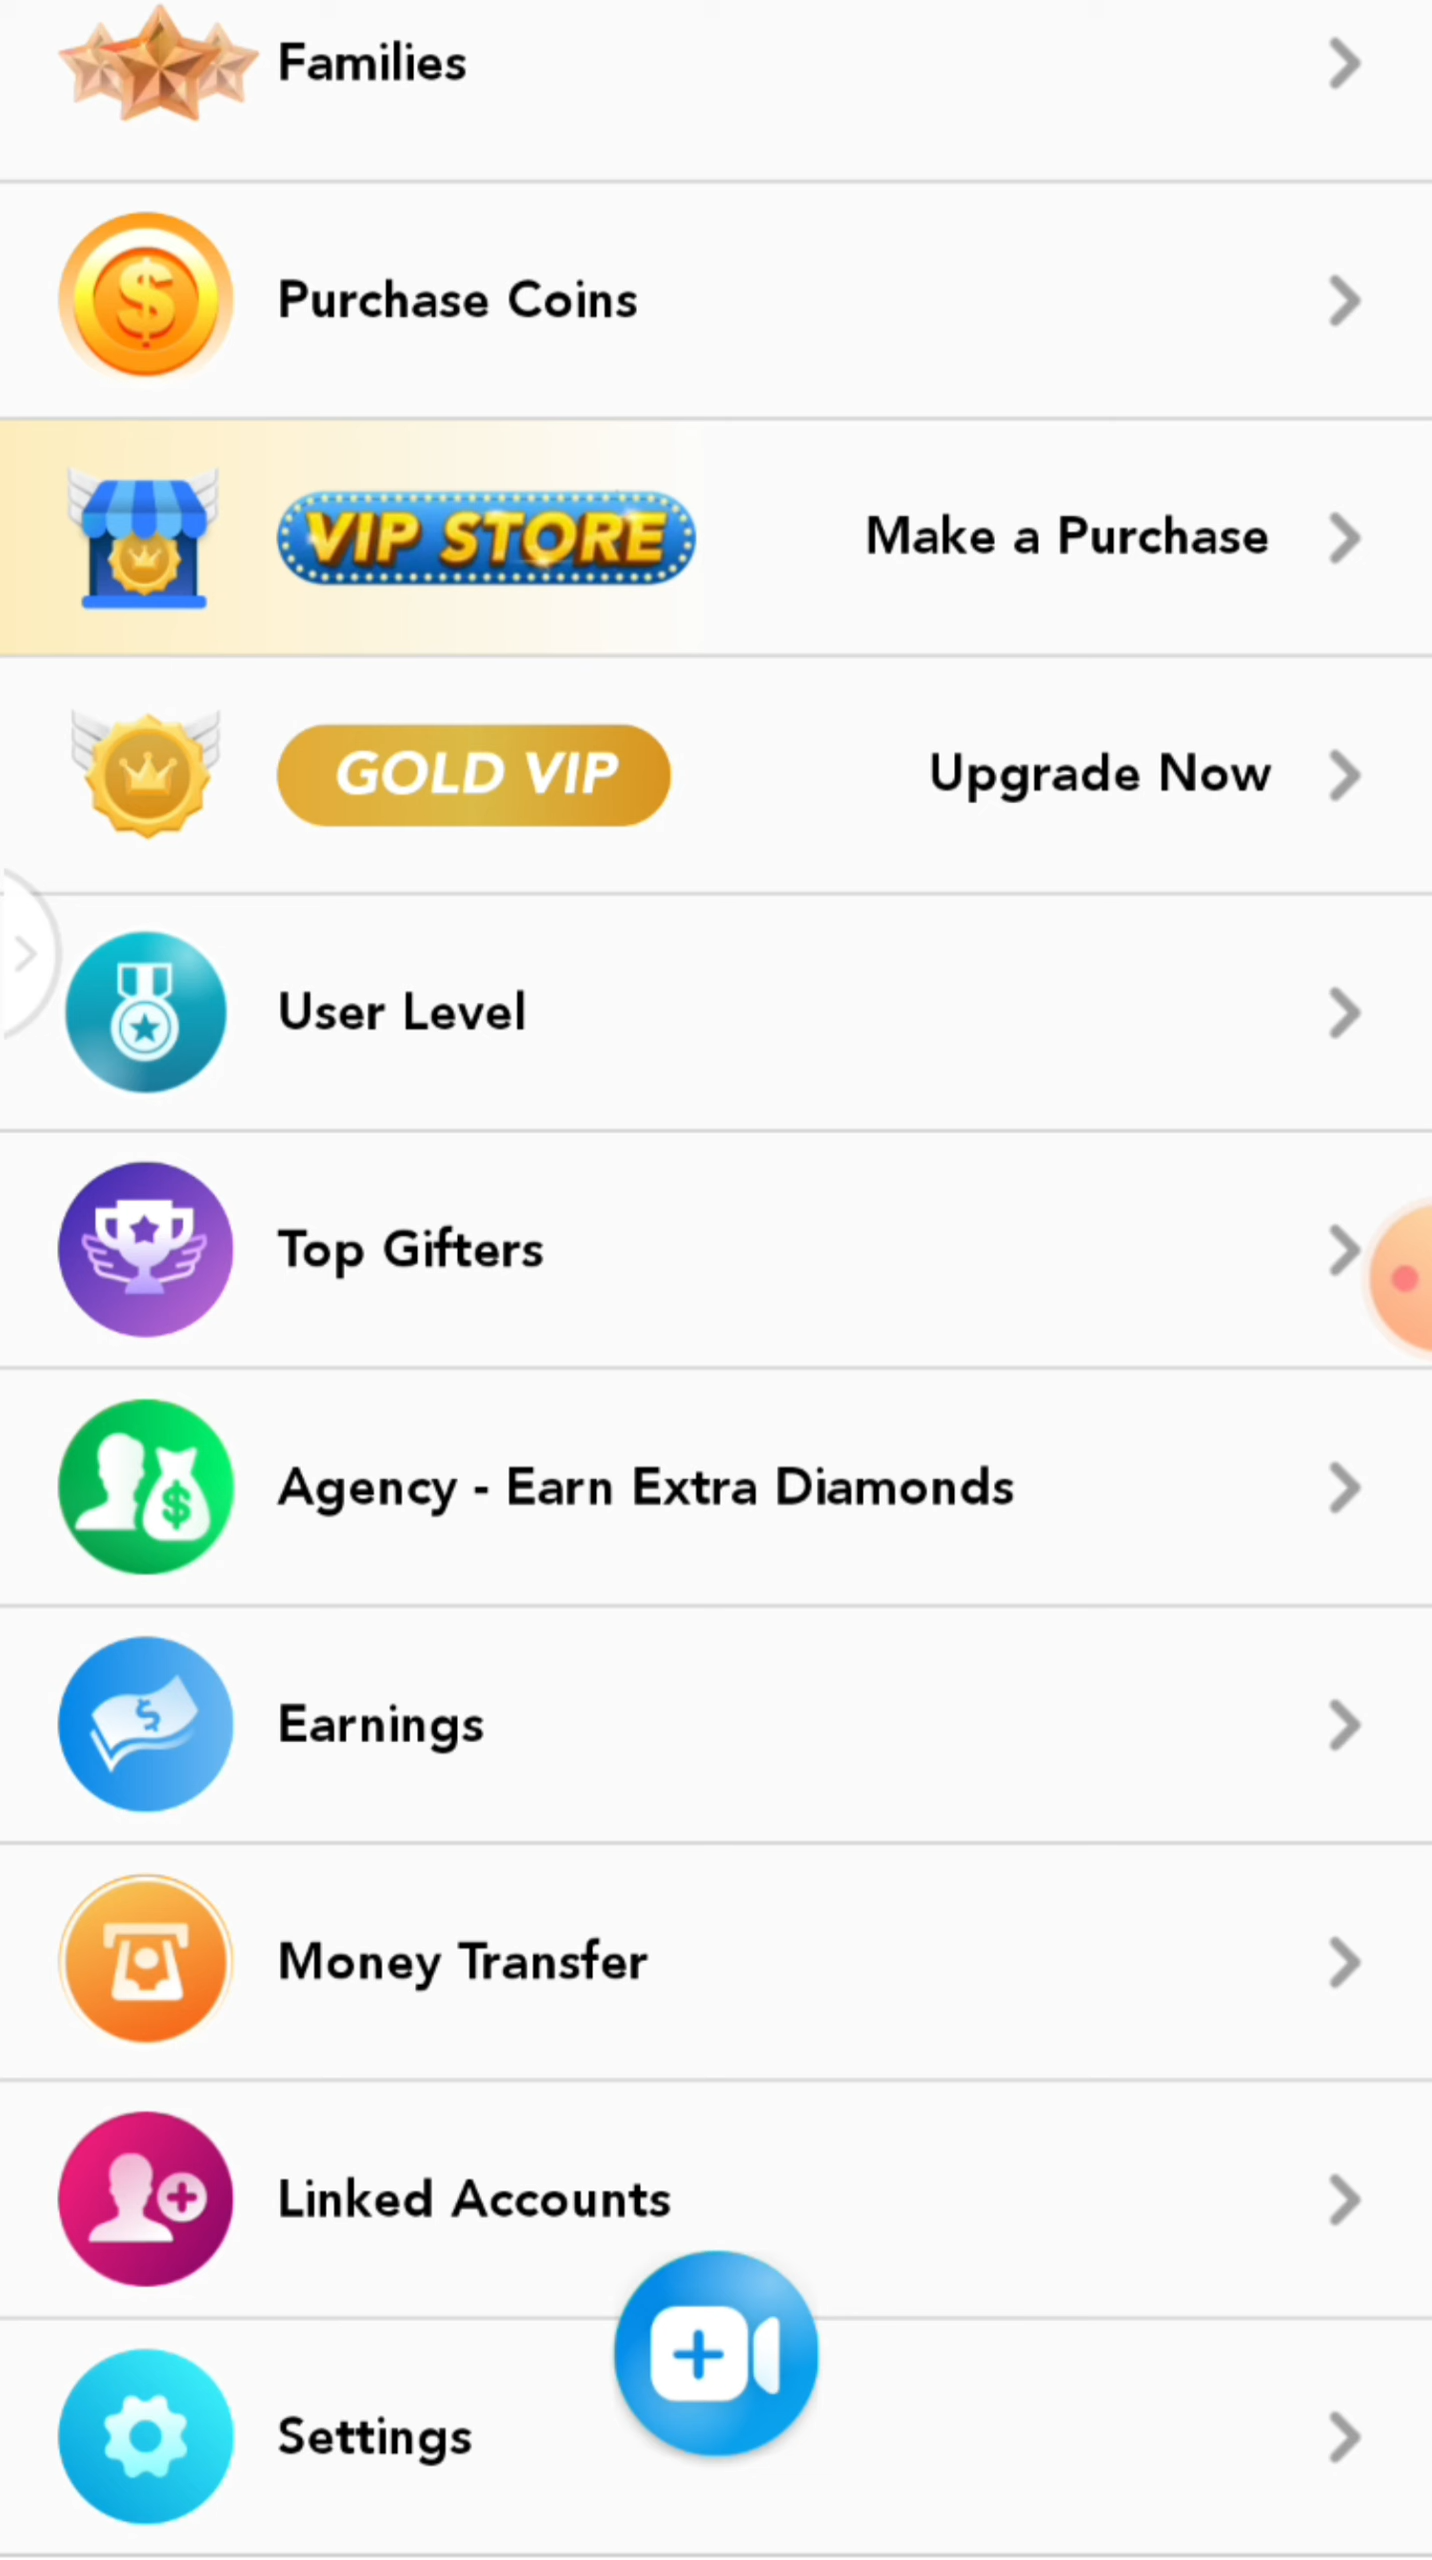 Families
Purchase Coins
VIP STORE Make a Purchase
GOLD VIP Upgrade Now
User Level
Top Gifters
Agency - Earn Extra Diamonds
Earnings
Money Transfer
Linked Accounts
Settings